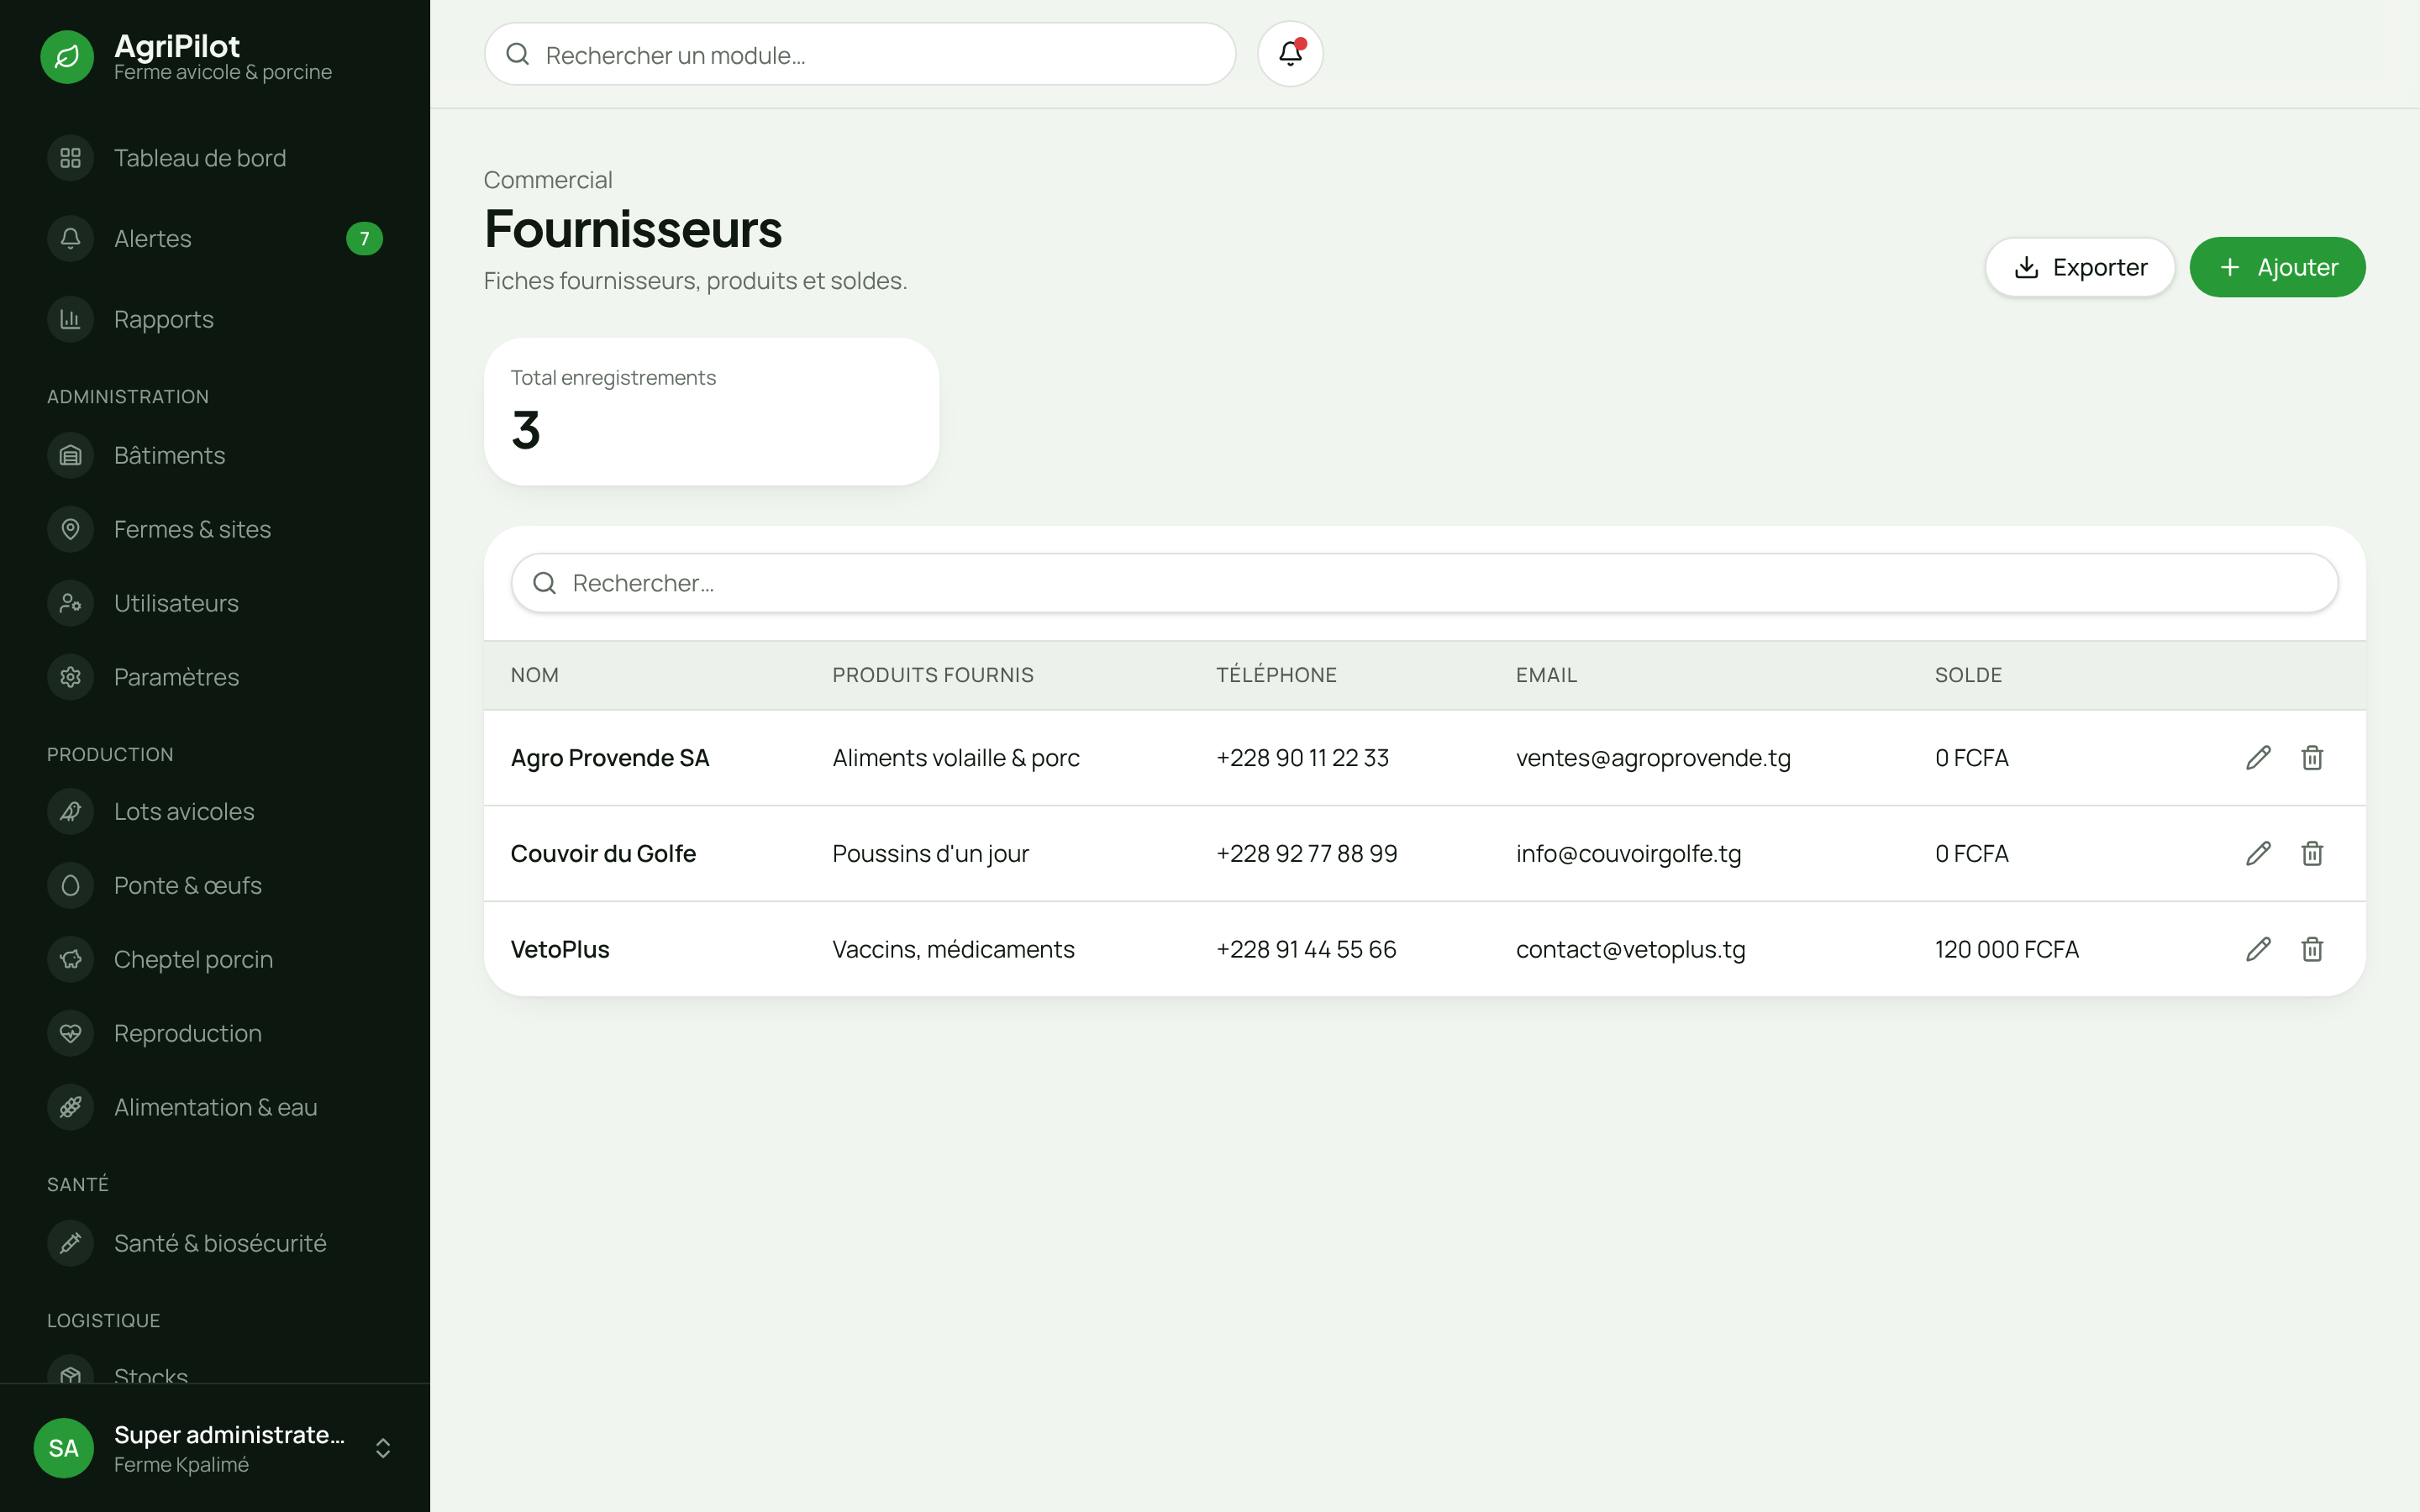 AgriPilot
Ferme avicole & porcine
Tableau de bord
Alertes 7
Rapports
ADMINISTRATION
Bâtiments
Fermes & sites
Utilisateurs
Paramètres
PRODUCTION
Lots avicoles
Ponte & œufs
Cheptel porcin
Reproduction
Alimentation & eau
SANTÉ
Santé & biosécurité
LOGISTIQUE
Stocks
SA
Super administrate…
Ferme Kpalimé
Rechercher un module…
Commercial
Fournisseurs
Fiches fournisseurs, produits et soldes.
Exporter
Ajouter
Total enregistrements
3
Rechercher…
NOM PRODUITS FOURNIS TÉLÉPHONE EMAIL SOLDE
Agro Provende SA Aliments volaille & porc +228 90 11 22 33 ventes@agroprovende.tg 0 FCFA
Couvoir du Golfe Poussins d'un jour +228 92 77 88 99 info@couvoirgolfe.tg 0 FCFA
VetoPlus Vaccins, médicaments +228 91 44 55 66 contact@vetoplus.tg 120 000 FCFA